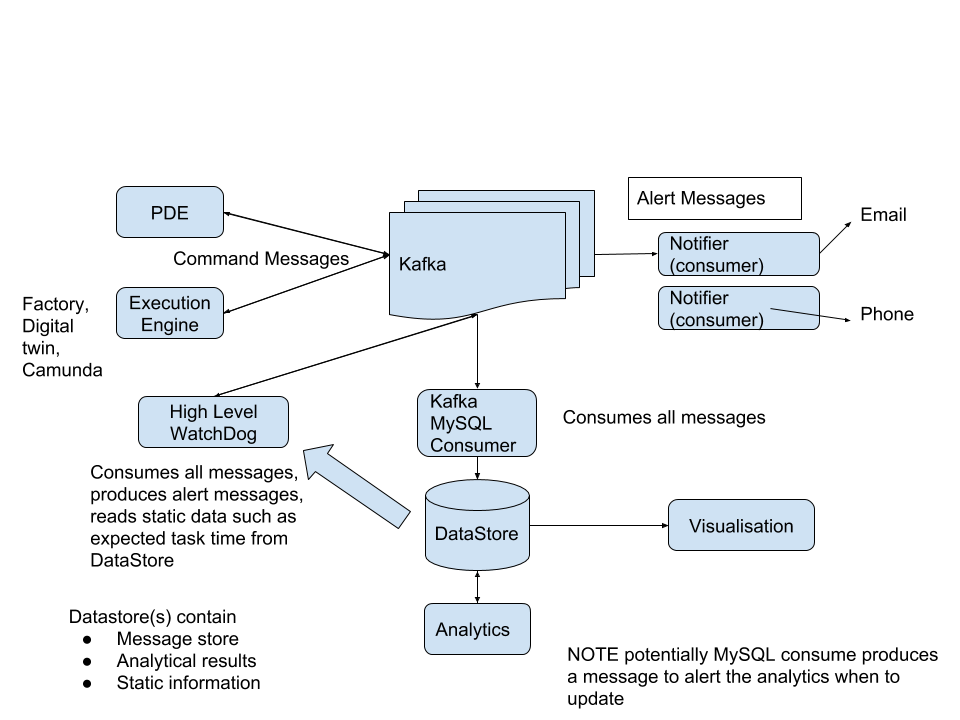 PDE
Command Messages
Execution
Engine
Factory,
Digital
twin,
Camunda
Kafka
Alert Messages
Notifier
(consumer)
Email
Notifier
(consumer)
Phone
High Level
WatchDog
Consumes all messages,
produces alert messages,
reads static data such as
expected task time from
DataStore
Kafka
MySQL
Consumer
Consumes all messages
DataStore
Visualisation
Analytics
Datastore(s) contain
● Message store
● Analytical results
● Static information
NOTE potentially MySQL consume produces
a message to alert the analytics when to
update